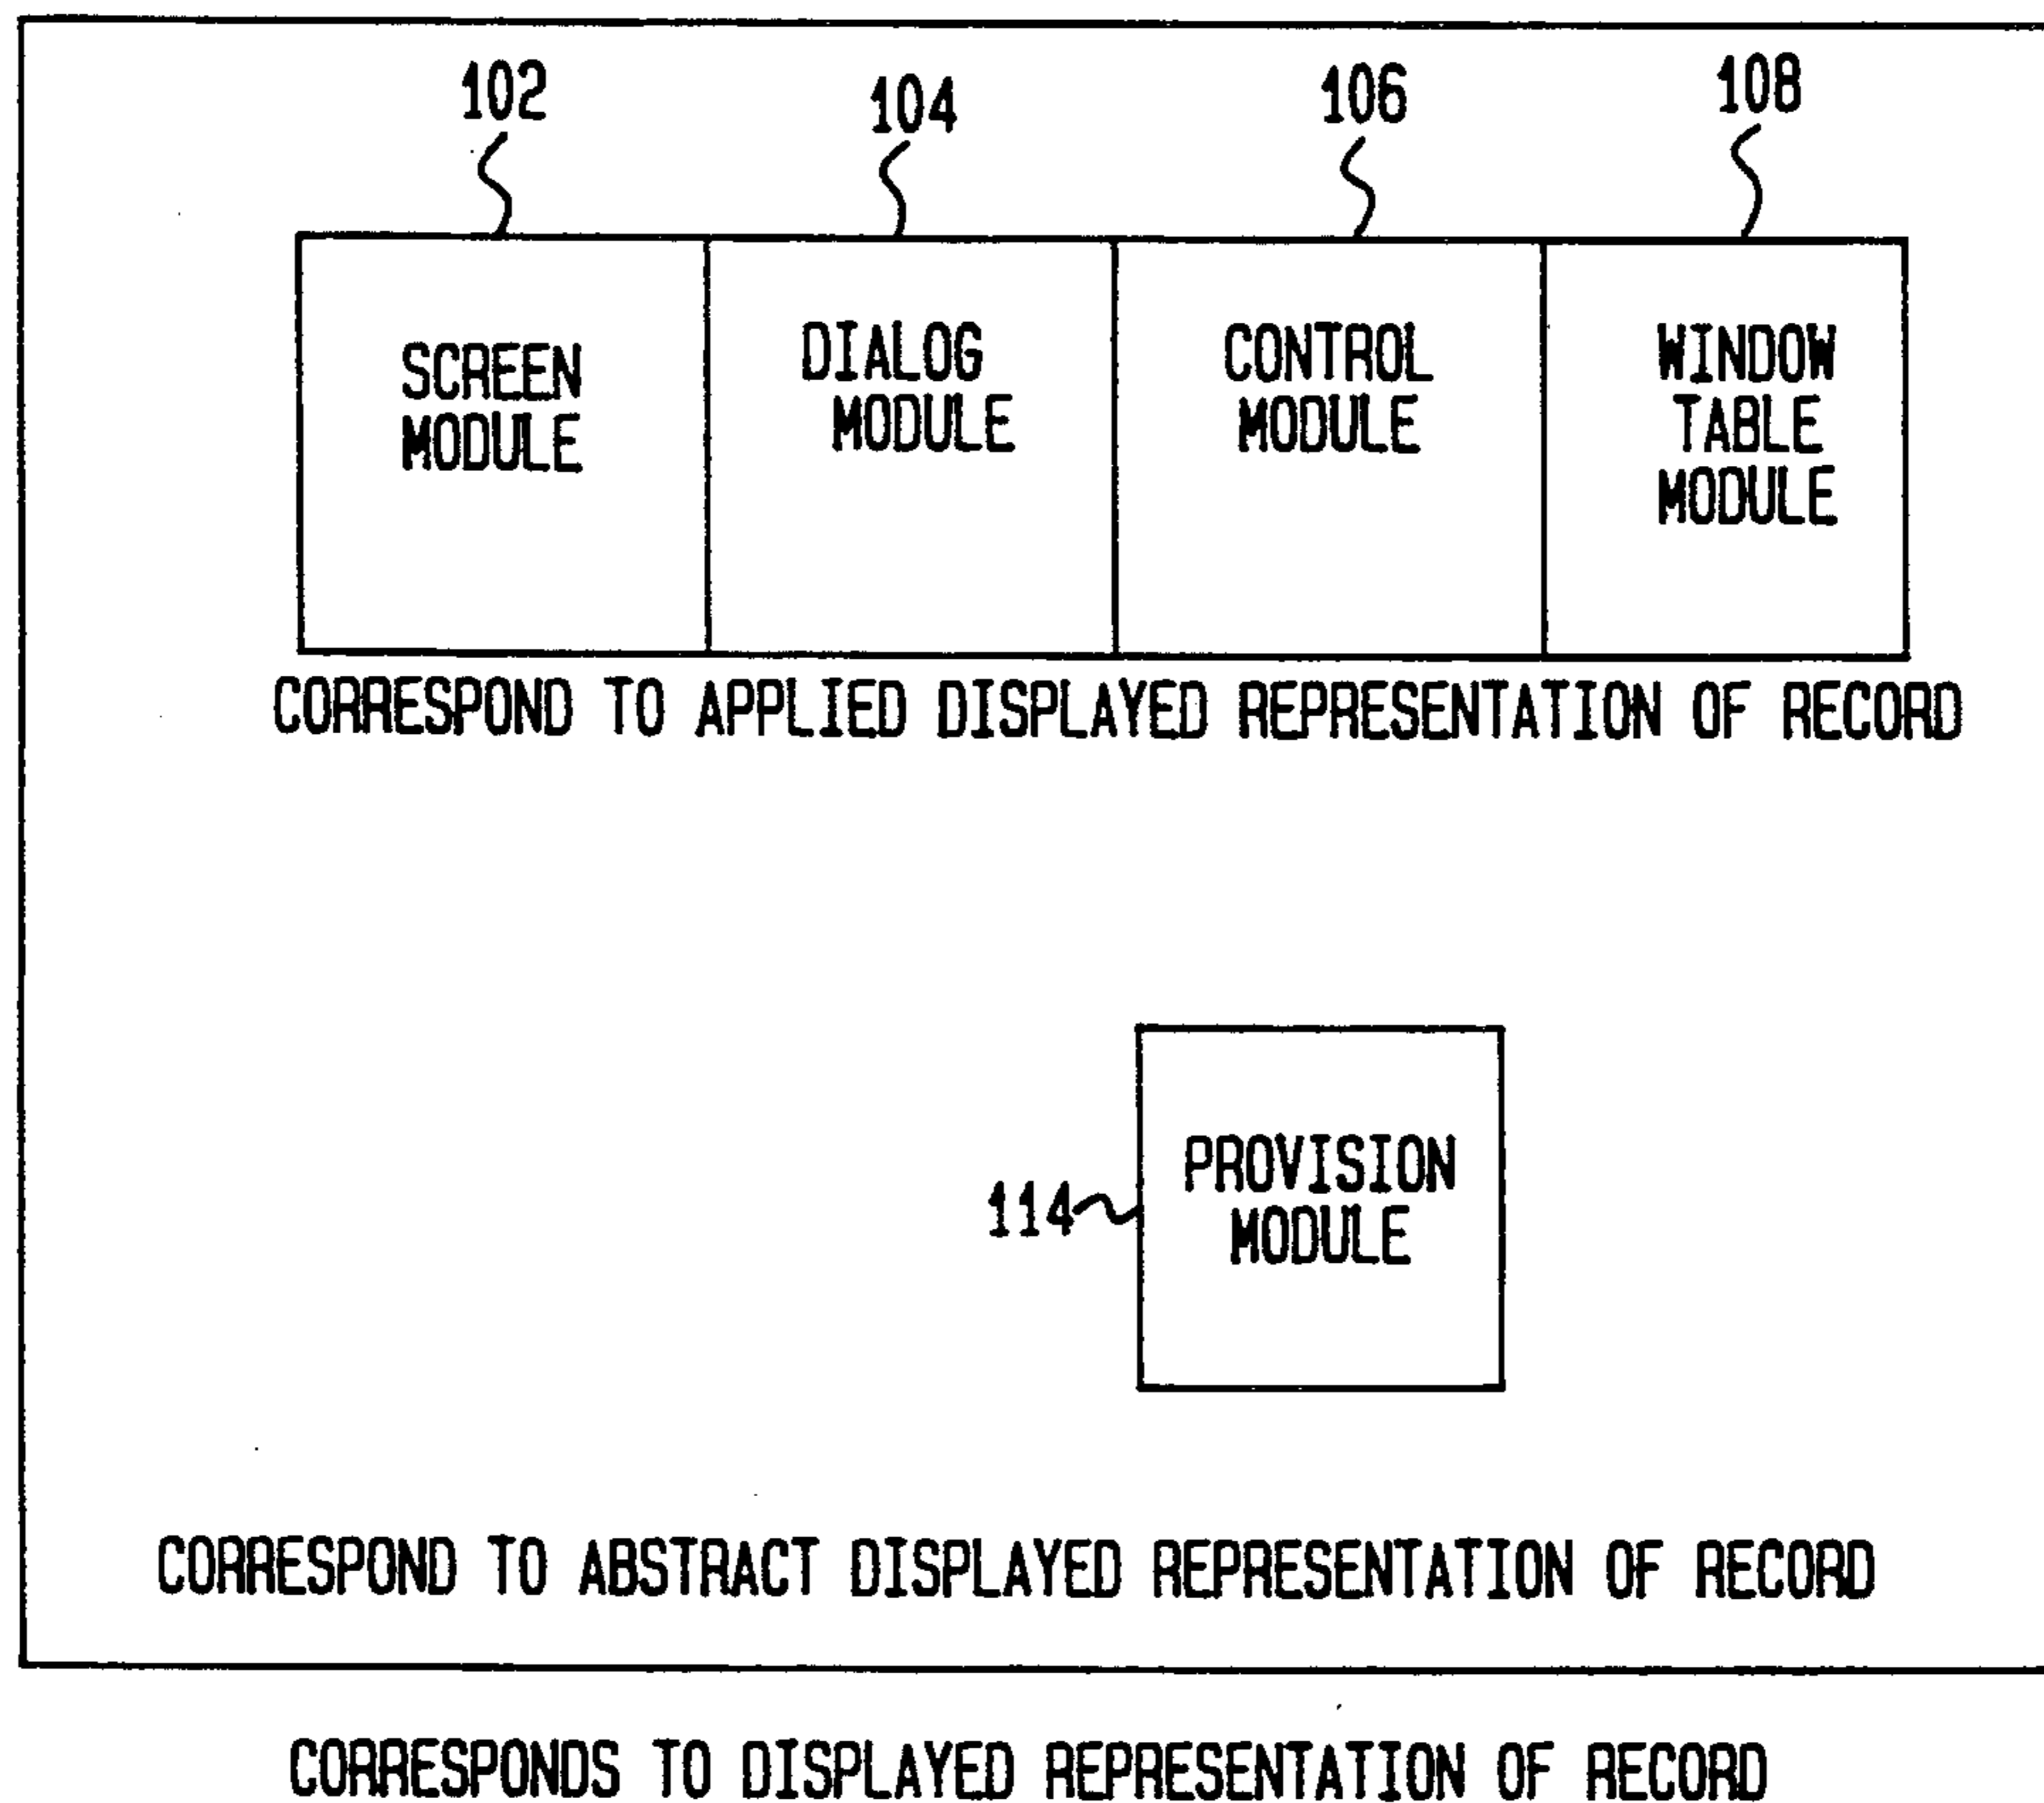 102
104
106
108
SCREEN
MODULE
DIALOG
MODULE
CONTROL
MODULE
WINDOW
TABLE
MODULE
CORRESPOND TO APPLIED DISPLAYED REPRESENTATION OF RECORD
114
PROVISION
MODULE
CORRESPOND TO ABSTRACT DISPLAYED REPRESENTATION OF RECORD
CORRESPONDS TO DISPLAYED REPRESENTATION OF RECORD